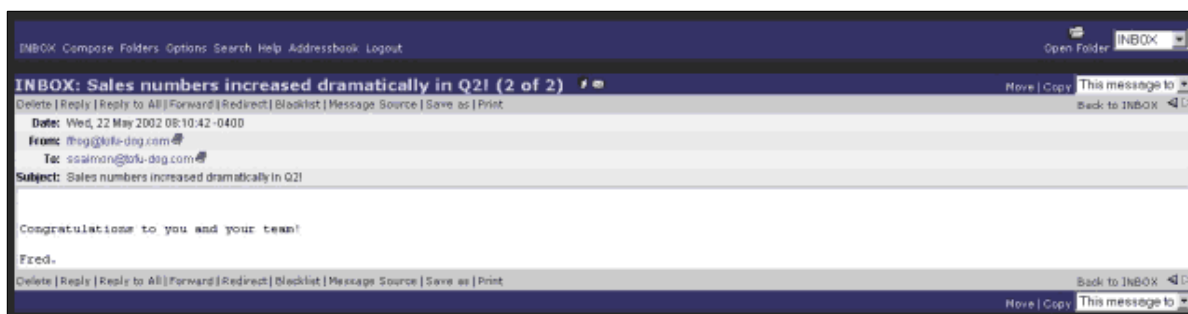 INBOX Compose Folders Options Search Help Addressbook Logout
Open Folder INBOX
INBOX: Sales numbers increased dramatically in Q2! (2 of 2)
Move | Copy This message to
Delete | Reply | Reply to All | Forward | Redirect | Blacklist | Message Source | Save as | Print
Back to INBOX
Date: Wed, 22 May 2002 08:10:42 -0400
From: ffrog@tofu-dog.com
To: ssalmon@tofu-dog.com
Subject: Sales numbers increased dramatically in Q2!
Congratulations to you and your team!
Fred.
Delete | Reply | Reply to All | Forward | Redirect | Blacklist | Message Source | Save as | Print
Back to INBOX
Move | Copy This message to